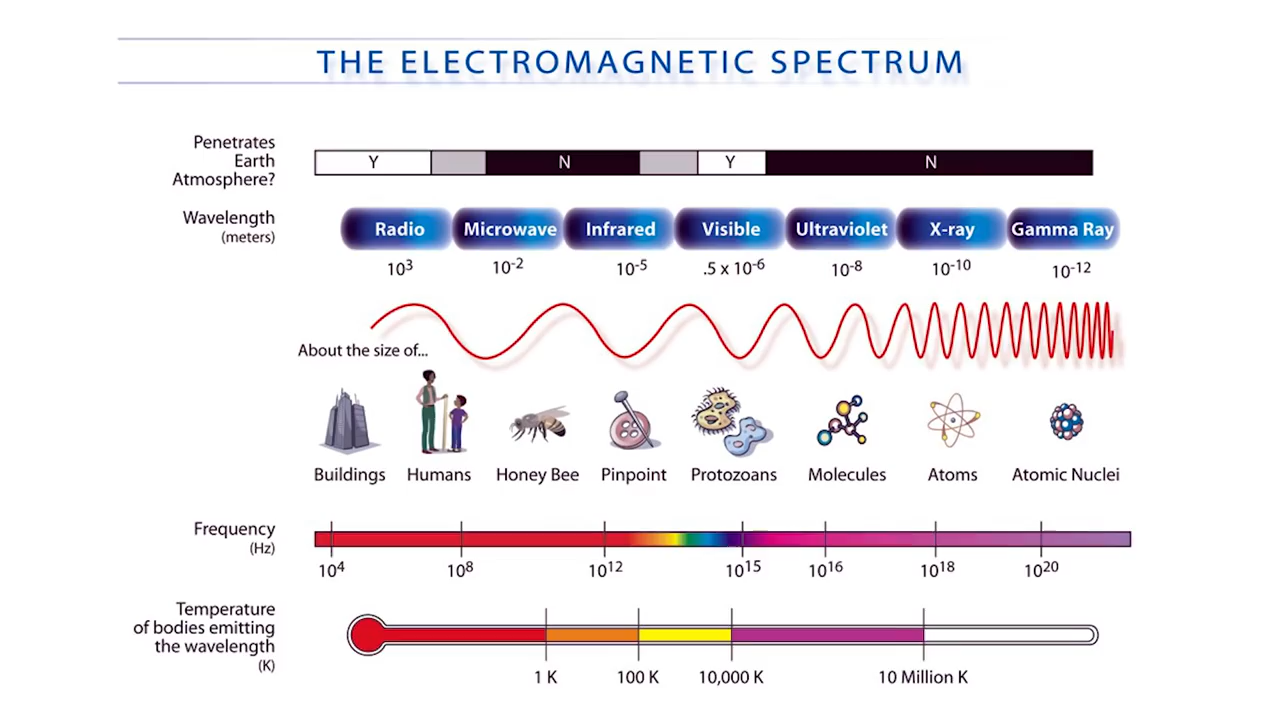 THE ELECTROMAGNETIC SPECTRUM
Penetrates
Earth
Atmosphere?
Y N Y N
Wavelength
(meters)
Radio Microwave Infrared Visible Ultraviolet X-ray Gamma Ray
10³ 10⁻² 10⁻⁵ .5 x 10⁻⁶ 10⁻⁸ 10⁻¹⁰ 10⁻¹²
About the size of...
Buildings Humans Honey Bee Pinpoint Protozoans Molecules Atoms Atomic Nuclei
Frequency
(Hz)
10⁴ 10⁸ 10¹² 10¹⁵ 10¹⁶ 10¹⁸ 10²⁰
Temperature
of bodies emitting
the wavelength
(K)
1 K 100 K 10,000 K 10 Million K